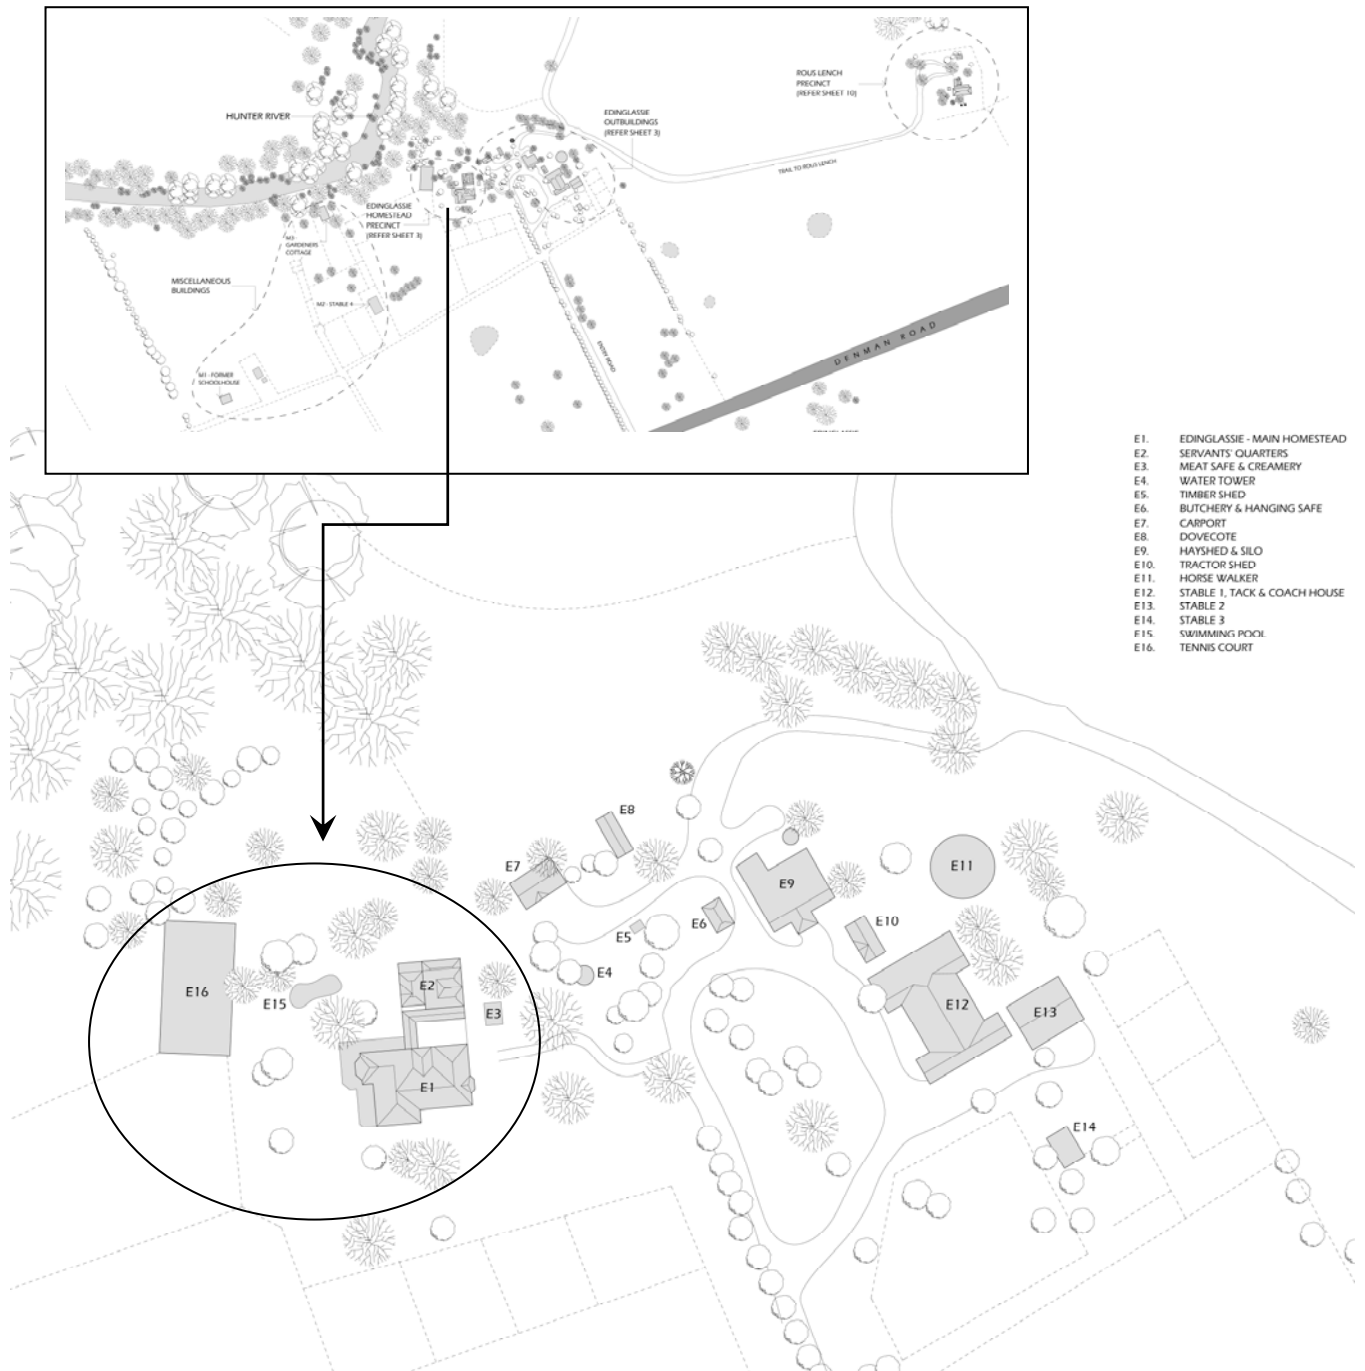 HUNTER RIVER
ROUS LENCH
PRECINCT
(REFER SHEET 10)
EDINGLASSIE
OUTBUILDINGS
(REFER SHEET 3)
TRAIL TO ROUS LENCH
EDINGLASSIE
HOMESTEAD
PRECINCT
(REFER SHEET 3)
GARDENERS
COTTAGE
MISCELLANEOUS
BUILDINGS
M2 - STABLE 4
M1 - FORMER
SCHOOLHOUSE
ENTRY ROAD
DENMAN ROAD
E1. EDINGLASSIE - MAIN HOMESTEAD
E2. SERVANTS' QUARTERS
E3. MEAT SAFE & CREAMERY
E4. WATER TOWER
E5. TIMBER SHED
E6. BUTCHERY & HANGING SAFE
E7. CARPORT
E8. DOVECOTE
E9. HAYSHED & SILO
E10. TRACTOR SHED
E11. HORSE WALKER
E12. STABLE 1, TACK & COACH HOUSE
E13. STABLE 2
E14. STABLE 3
E15. SWIMMING POOL
E16. TENNIS COURT
E8
E7
E9
E11
E6
E5
E10
E4
E2
E16
E15
E3
E12
E13
E1
E14